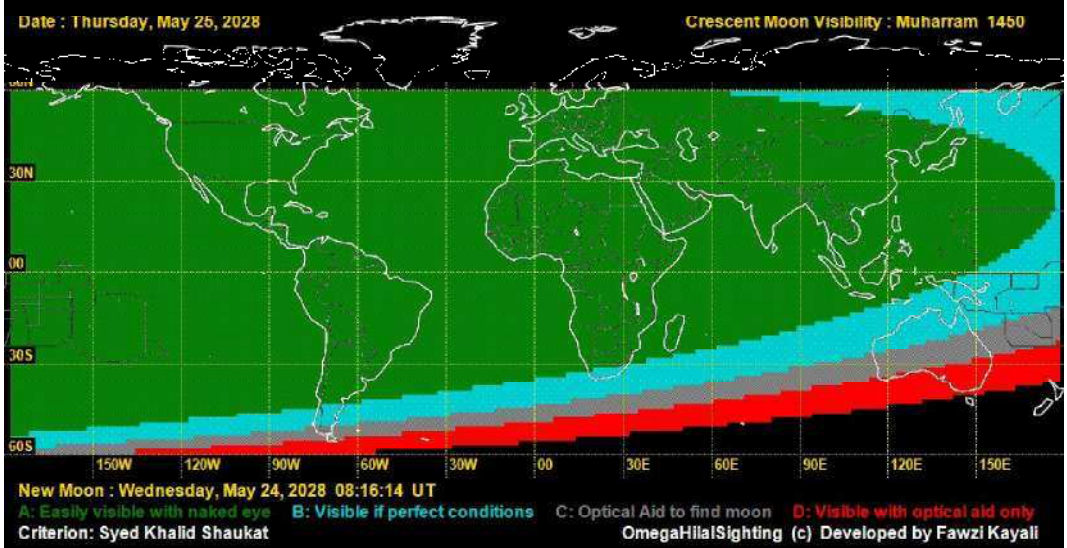 Date : Thursday, May 25, 2028 Crescent Moon Visibility : Muharram 1450
60N
30N
00
30S
60S
150W 120W 90W 60W 30W 00 30E 60E 90E 120E 150E
New Moon : Wednesday, May 24, 2028 08:16:14 UT
A: Easily visible with naked eye B: Visible if perfect conditions C: Optical Aid to find moon D: Visible with optical aid only
Criterion: Syed Khalid Shaukat OmegaHilalSighting (c) Developed by Fawzi Kayali